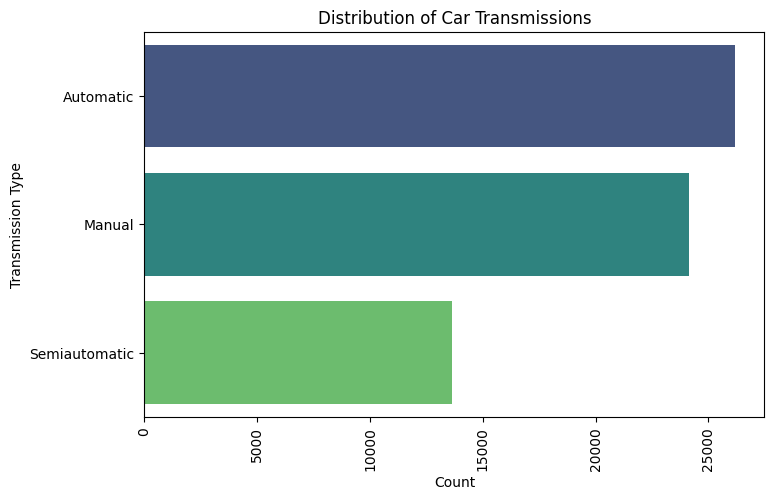 Distribution of Car Transmissions
Transmission Type
Automatic
Manual
Semiautomatic
0
5000
10000
15000
20000
25000
Count